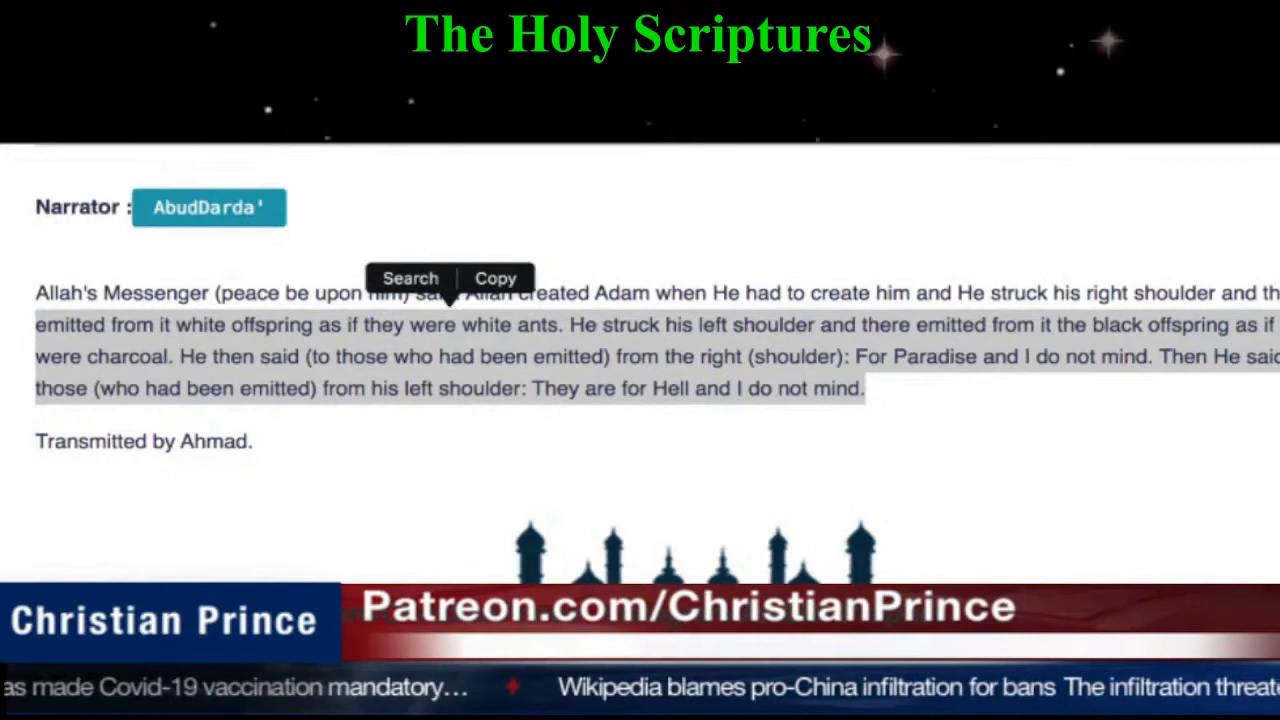 The Holy Scriptures
Narrator : AbudDarda'
Search Copy
Allah's Messenger (peace be upon him) said Allah created Adam when He had to create him and He struck his right shoulder and th
emitted from it white offspring as if they were white ants. He struck his left shoulder and there emitted from it the black offspring as if
were charcoal. He then said (to those who had been emitted) from the right (shoulder): For Paradise and I do not mind. Then He said
those (who had been emitted) from his left shoulder: They are for Hell and I do not mind.
Transmitted by Ahmad.
Christian Prince
Patreon.com/ChristianPrince
as made Covid-19 vaccination mandatory... Wikipedia blames pro-China infiltration for bans The infiltration threate